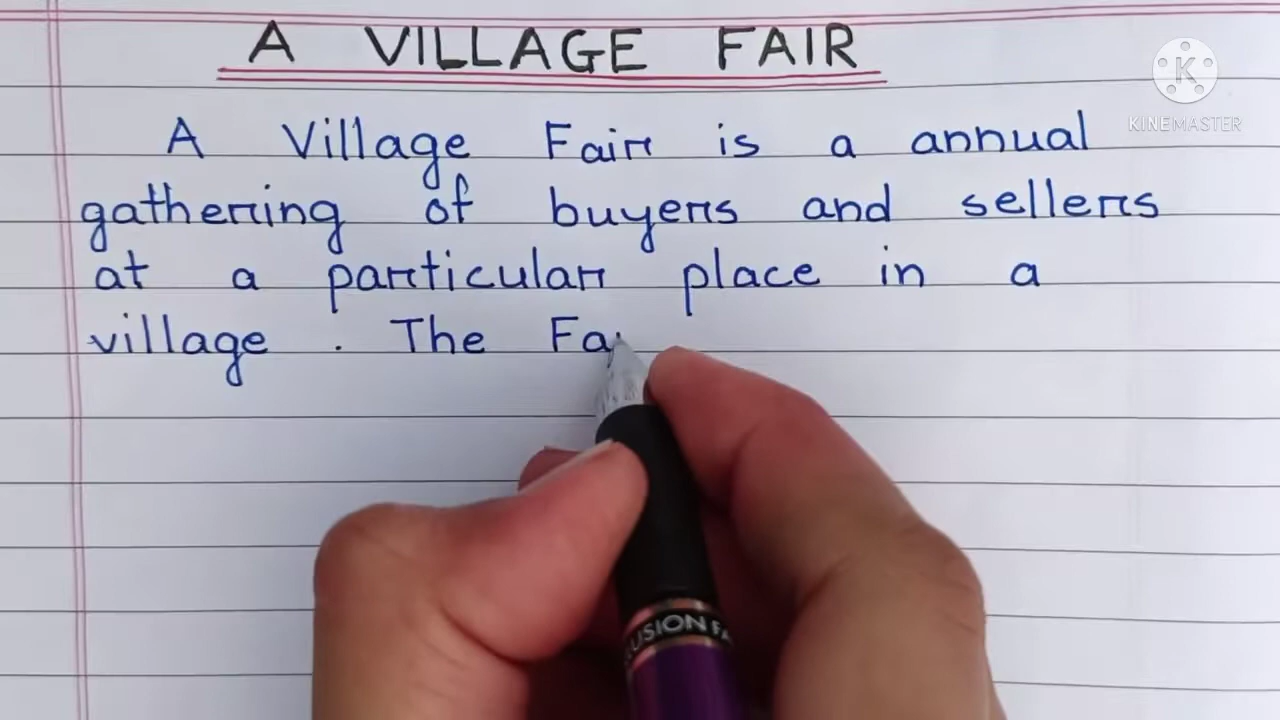 A VILLAGE FAIR
KINEMASTER
A Village Fair is a annual
gathering of buyers and sellers
at a particular place in a
village . The Fa